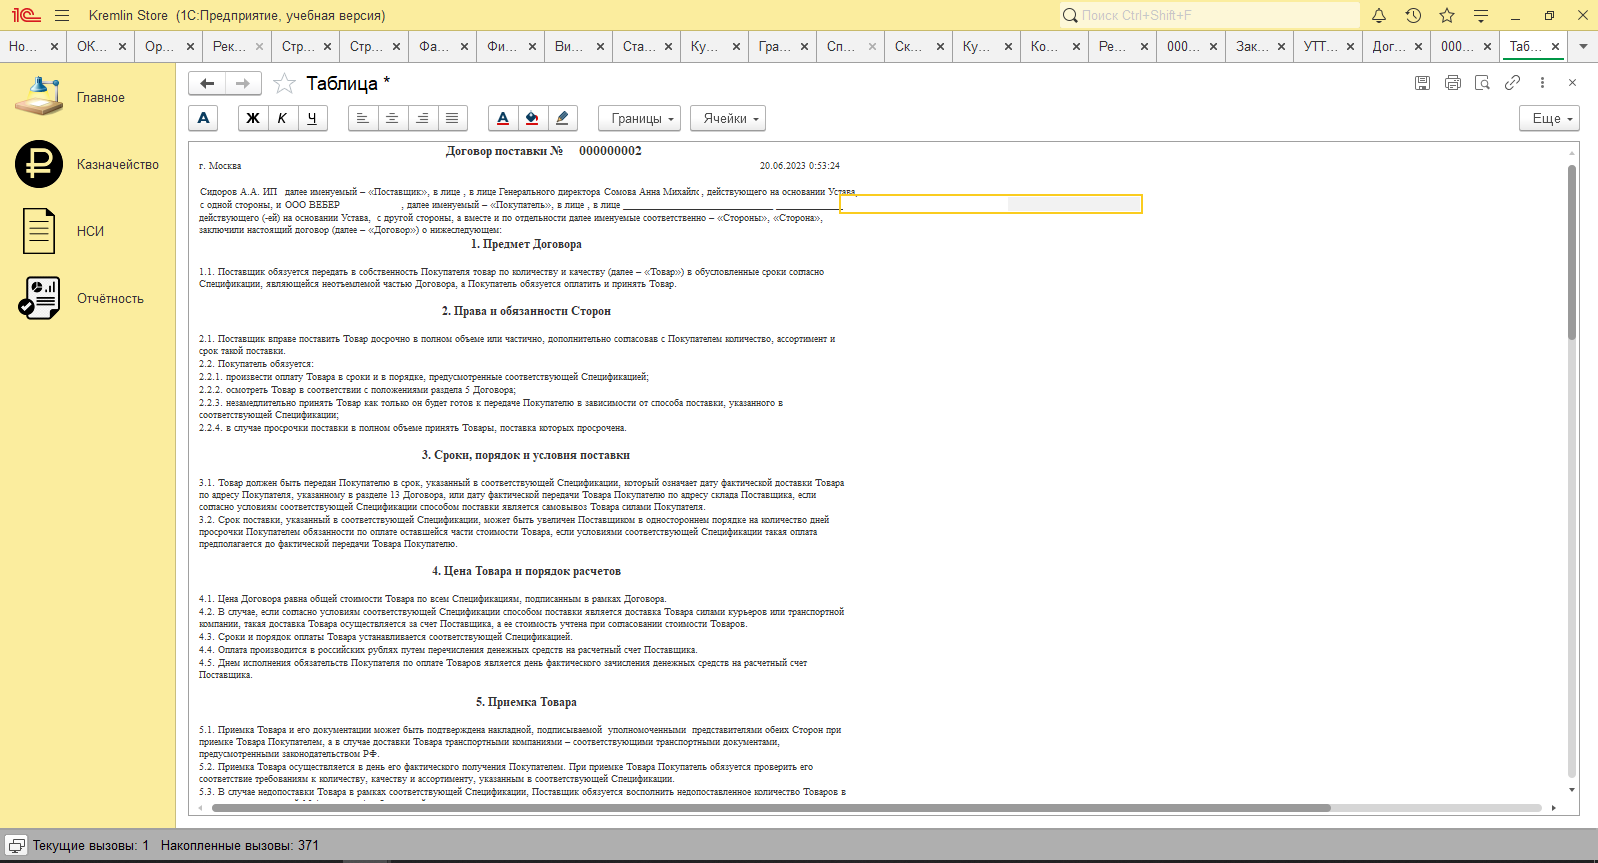 1С Kremlin Store (1С:Предприятие, учебная версия) Поиск Ctrl+Shift+F
Но... ОК... Ор... Рек... Стр... Стр... Фа... Фи... Ви... Ста... Ку... Гра... Сп... Ск... Ку... Ко... Ре... 000... Зак... УТТ... Дог... 000... Таб...
Главное
Казначейство
НСИ
Отчётность
Таблица *
А Ж К Ч А Границы Ячейки Еще
Договор поставки № 000000002
г. Москва 20.06.2023 0:53:24
Сидоров А.А. ИП далее именуемый – «Поставщик», в лице , в лице Генерального директора Сомова Анна Михайлс , действующего на основании Устава,
с одной стороны, и ООО ВЕБЕР , далее именуемый – «Покупатель», в лице , в лице
действующего (-ей) на основании Устава, с другой стороны, а вместе и по отдельности далее именуемые соответственно – «Стороны», «Сторона»,
заключили настоящий договор (далее – «Договор») о нижеследующем:
1. Предмет Договора
1.1. Поставщик обязуется передать в собственность Покупателя товар по количеству и качеству (далее – «Товар») в обусловленные сроки согласно
Спецификации, являющейся неотъемлемой частью Договора, а Покупатель обязуется оплатить и принять Товар.
2. Права и обязанности Сторон
2.1. Поставщик вправе поставить Товар досрочно в полном объеме или частично, дополнительно согласовав с Покупателем количество, ассортимент и
срок такой поставки.
2.2. Покупатель обязуется:
2.2.1. произвести оплату Товара в сроки и в порядке, предусмотренные соответствующей Спецификацией;
2.2.2. осмотреть Товар в соответствии с положениями раздела 5 Договора;
2.2.3. незамедлительно принять Товар как только он будет готов к передаче Покупателю в зависимости от способа поставки, указанного в
соответствующей Спецификации;
2.2.4. в случае просрочки поставки в полном объеме принять Товары, поставка которых просрочена.
3. Сроки, порядок и условия поставки
3.1. Товар должен быть передан Покупателю в срок, указанный в соответствующей Спецификации, который означает дату фактической доставки Товара
по адресу Покупателя, указанному в разделе 13 Договора, или дату фактической передачи Товара Покупателю по адресу склада Поставщика, если
согласно условиям соответствующей Спецификации способом поставки является самовывоз Товара силами Покупателя.
3.2. Срок поставки, указанный в соответствующей Спецификации, может быть увеличен Поставщиком в одностороннем порядке на количество дней
просрочки Покупателем обязанности по оплате оставшейся части стоимости Товара, если условиями соответствующей Спецификации такая оплата
предполагается до фактической передачи Товара Покупателю.
4. Цена Товара и порядок расчетов
4.1. Цена Договора равна общей стоимости Товара по всем Спецификациям, подписанным в рамках Договора.
4.2. В случае, если согласно условиям соответствующей Спецификации способом поставки является доставка Товара силами курьеров или транспортной
компании, такая доставка Товара осуществляется за счет Поставщика, а ее стоимость учтена при согласовании стоимости Товаров.
4.3. Сроки и порядок оплаты Товара устанавливается соответствующей Спецификацией.
4.4. Оплата производится в российских рублях путем перечисления денежных средств на расчетный счет Поставщика.
4.5. Днем исполнения обязательств Покупателя по оплате Товаров является день фактического зачисления денежных средств на расчетный счет
Поставщика.
5. Приемка Товара
5.1. Приемка Товара и его документации может быть подтверждена накладной, подписываемой уполномоченными представителями обеих Сторон при
приемке Товара Покупателем, а в случае доставки Товара транспортными компаниями – соответствующими транспортными документами,
предусмотренными законодательством РФ.
5.2. Приемка Товара осуществляется в день его фактического получения Покупателем. При приемке Товара Покупатель обязуется проверить его
соответствие требованиям к количеству, качеству и ассортименту, указанным в соответствующей Спецификации.
5.3. В случае недопоставки Товара в рамках соответствующей Спецификации, Поставщик обязуется восполнить недопоставленное количество Товаров в
Текущие вызовы: 1 Накопленные вызовы: 371